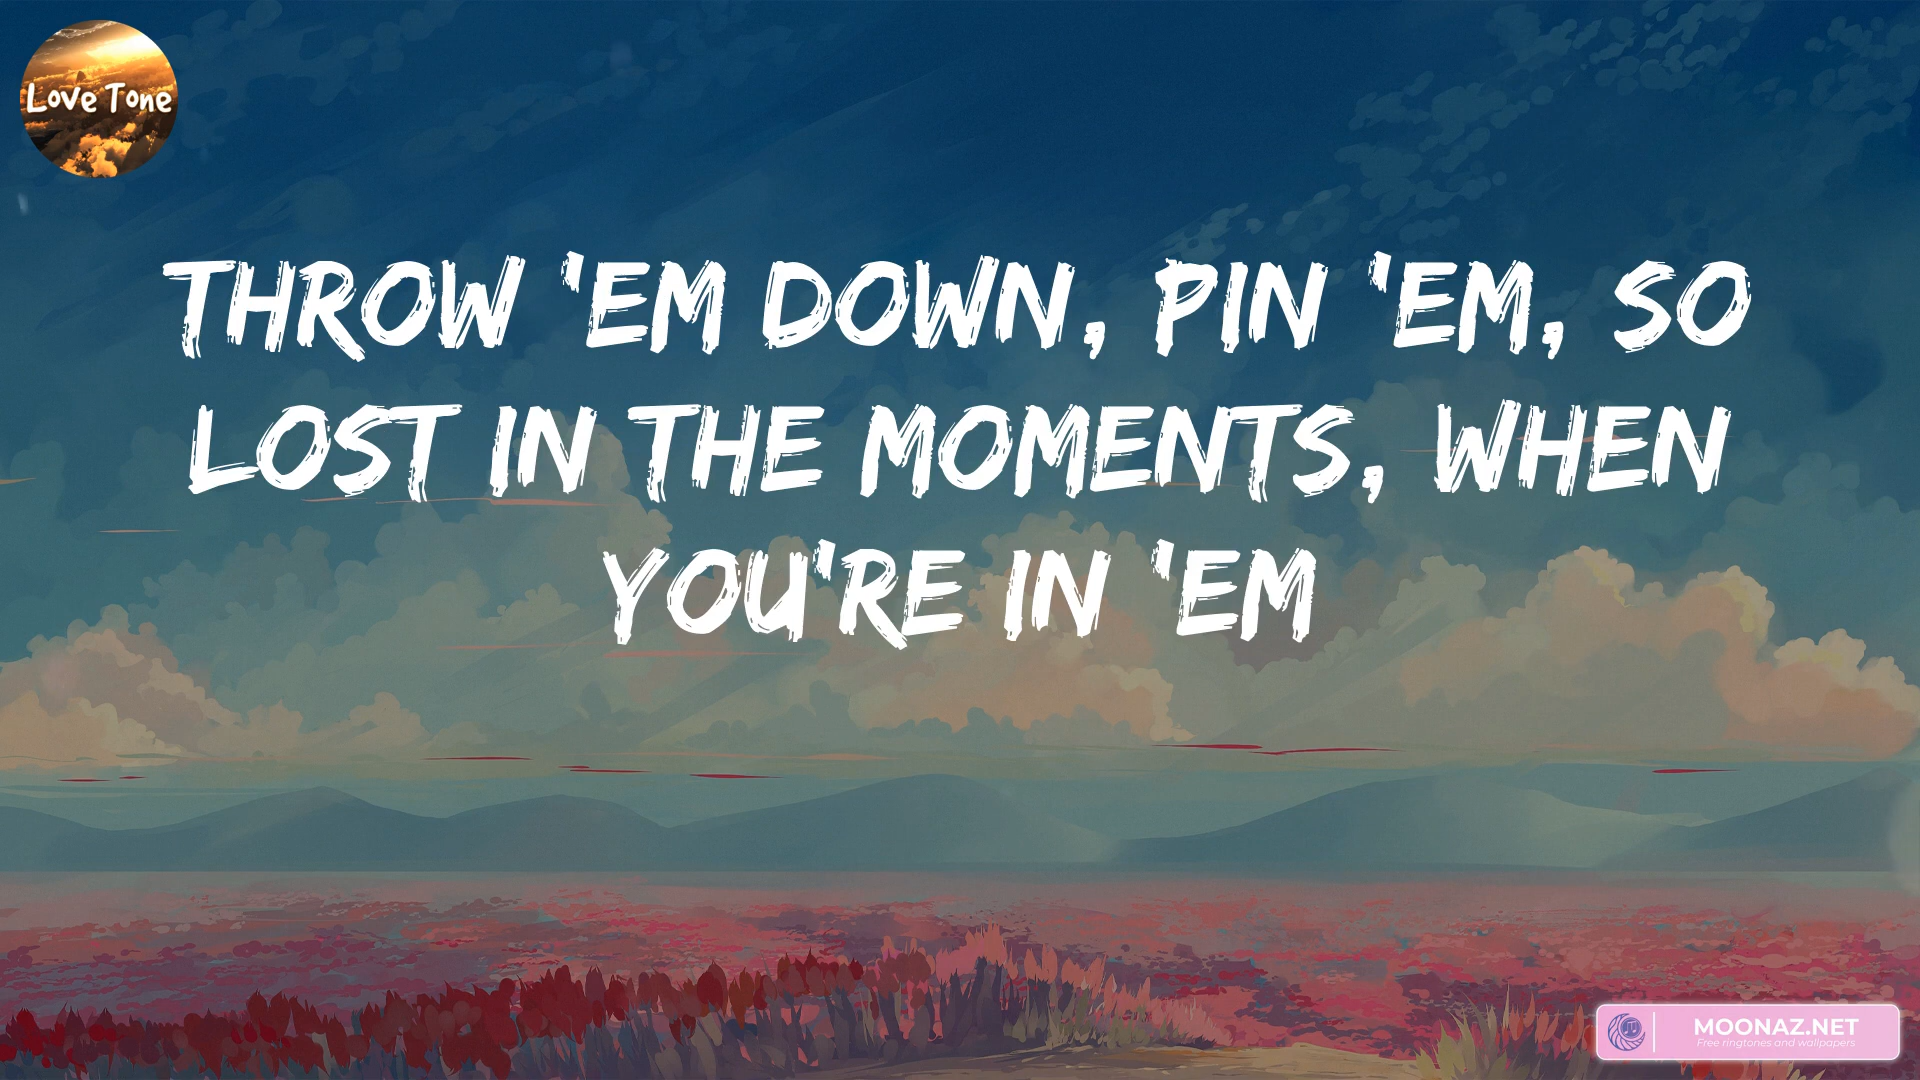 Love Tone
THROW 'EM DOWN, PIN 'EM, SO
LOST IN THE MOMENTS, WHEN
YOU'RE IN 'EM
MOONAZ.NET
Free ringtones and wallpapers